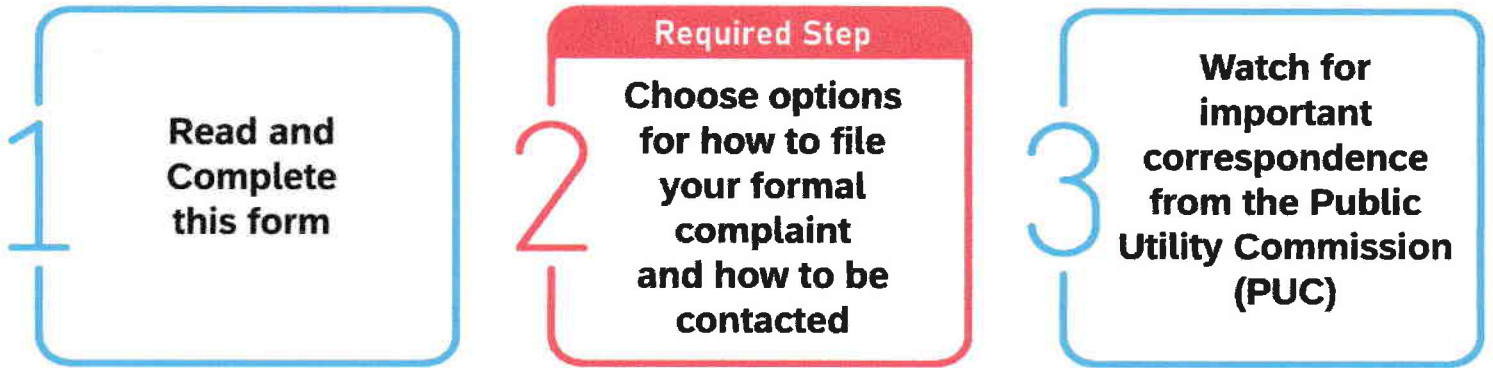 1
Read and
Complete
this form
Required Step
2
Choose options
for how to file
your formal
complaint
and how to be
contacted
3
Watch for
important
correspondence
from the Public
Utility Commission
(PUC)